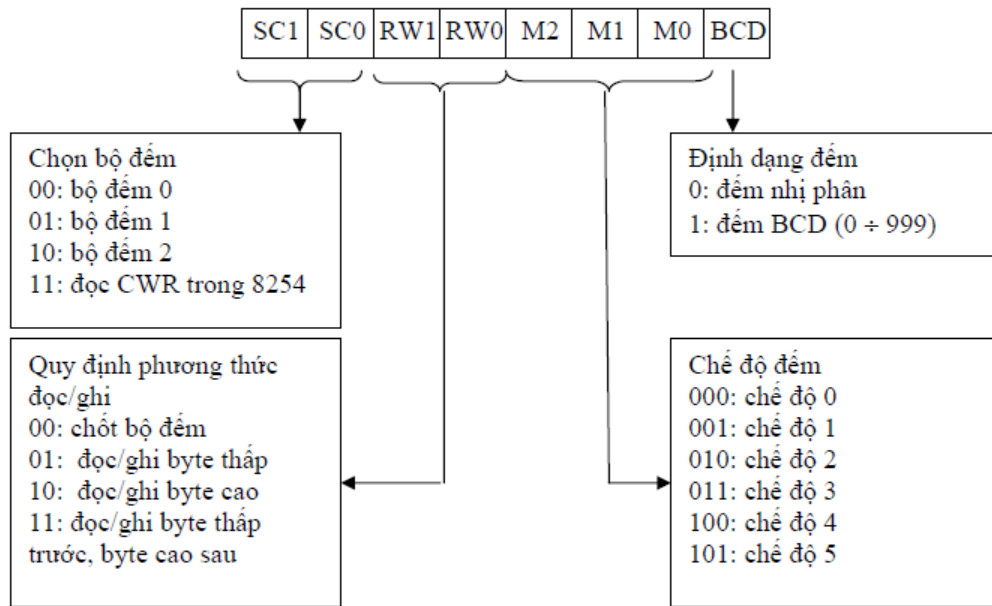 SC1 SC0 RW1 RW0 M2 M1 M0 BCD
Chọn bộ đếm
00: bộ đếm 0
01: bộ đếm 1
10: bộ đếm 2
11: đọc CWR trong 8254
Định dạng đếm
0: đếm nhị phân
1: đếm BCD (0 ÷ 999)
Quy định phương thức
đọc/ghi
00: chốt bộ đếm
01: đọc/ghi byte thấp
10: đọc/ghi byte cao
11: đọc/ghi byte thấp
trước, byte cao sau
Chế độ đếm
000: chế độ 0
001: chế độ 1
010: chế độ 2
011: chế độ 3
100: chế độ 4
101: chế độ 5